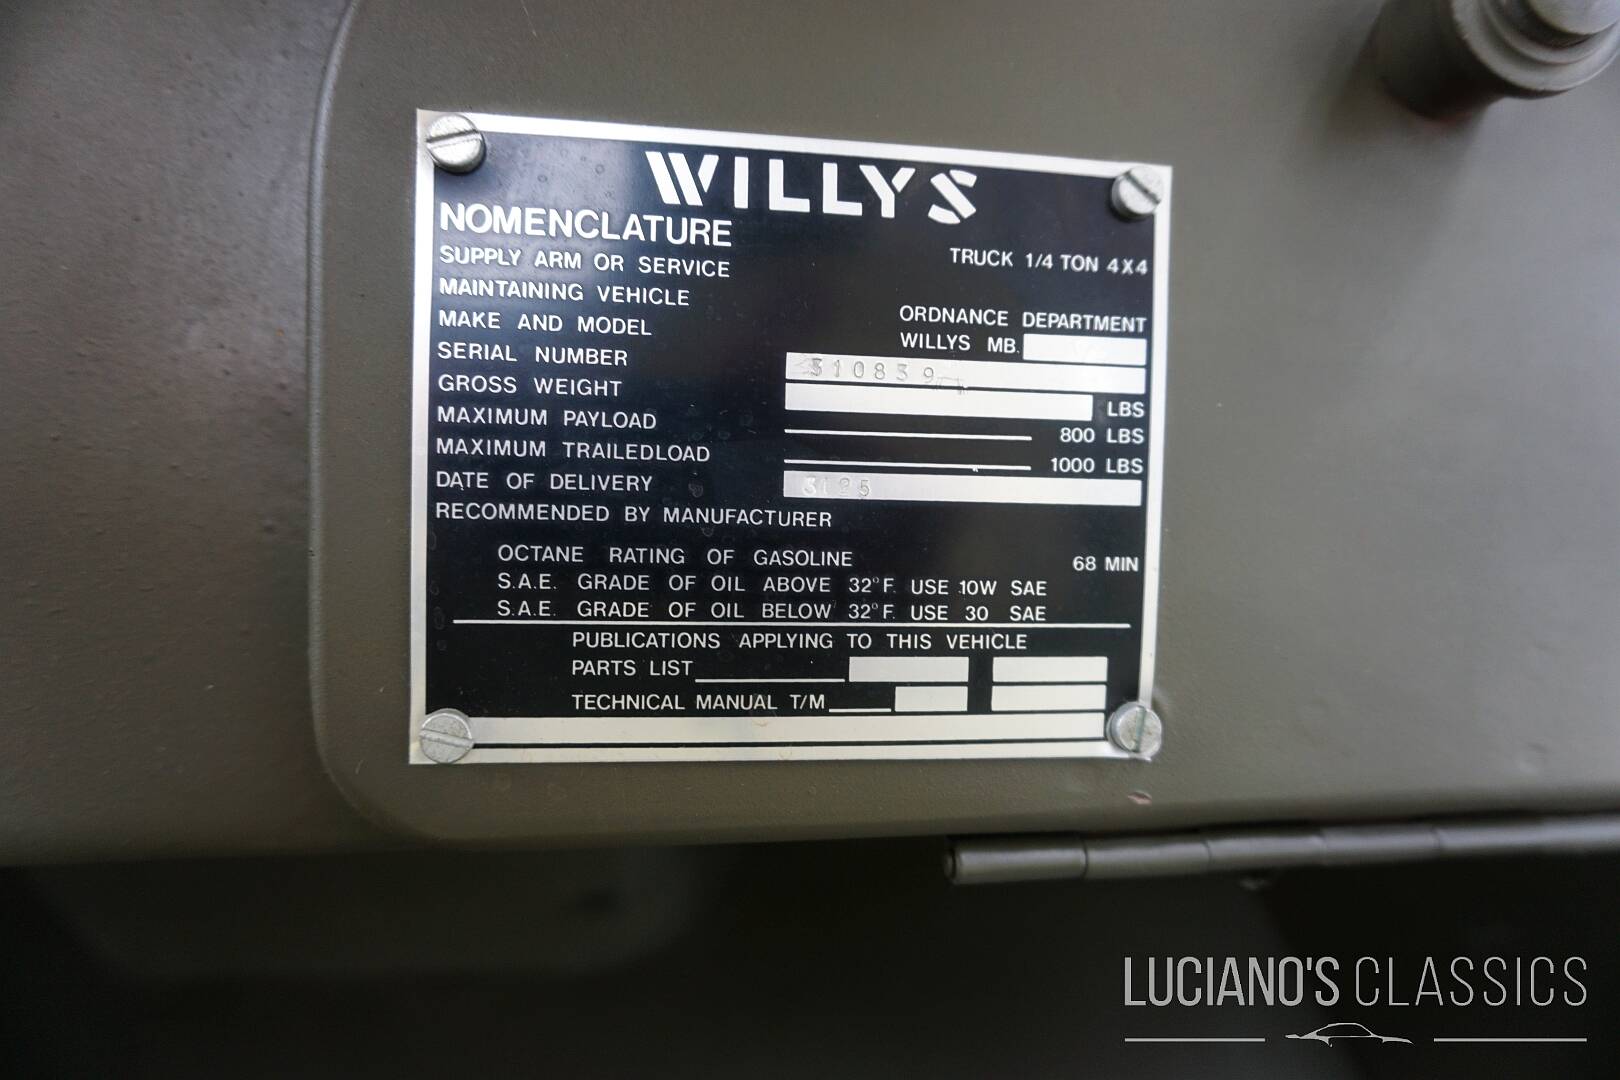 WILLYS
NOMENCLATURE
SUPPLY ARM OR SERVICE
TRUCK 1/4 TON 4X4
MAINTAINING VEHICLE
ORDNANCE DEPARTMENT
MAKE AND MODEL
WILLYS MB.
SERIAL NUMBER
310839
GROSS WEIGHT
LBS
MAXIMUM PAYLOAD
800 LBS
MAXIMUM TRAILEDLOAD
1000 LBS
DATE OF DELIVERY
RECOMMENDED BY MANUFACTURER
OCTANE RATING OF GASOLINE 68 MIN
S.A.E. GRADE OF OIL ABOVE 32°F. USE 10W SAE
S.A.E. GRADE OF OIL BELOW 32°F. USE 30 SAE
PUBLICATIONS APPLYING TO THIS VEHICLE
PARTS LIST
TECHNICAL MANUAL T/M
LUCIANO'S CLASSICS